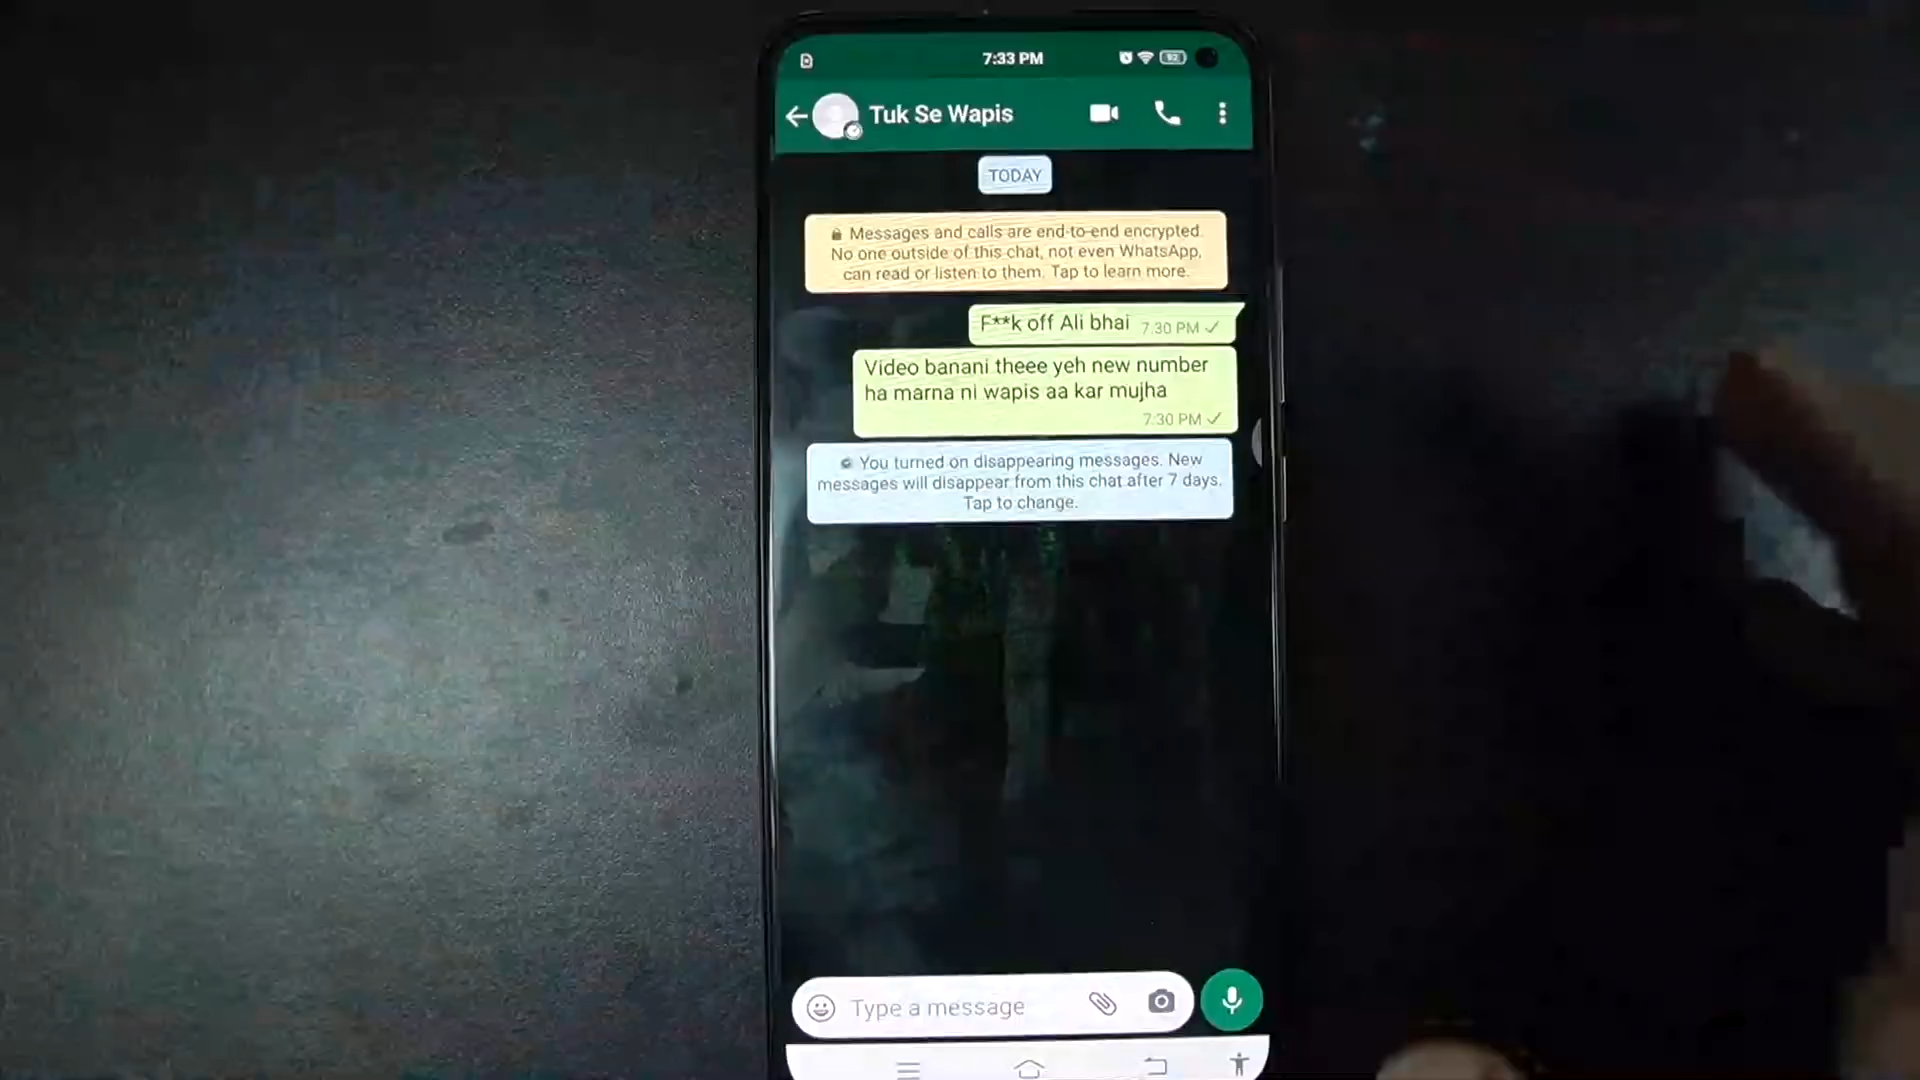 7:33 PM
92
Tuk Se Wapis
TODAY
Messages and calls are end-to-end encrypted.
No one outside of this chat, not even WhatsApp,
can read or listen to them. Tap to learn more.
F**k off Ali bhai 7:30 PM
Video banani theee yeh new number
ha marna ni wapis aa kar mujha
7:30 PM
You turned on disappearing messages. New
messages will disappear from this chat after 7 days.
Tap to change.
Type a message